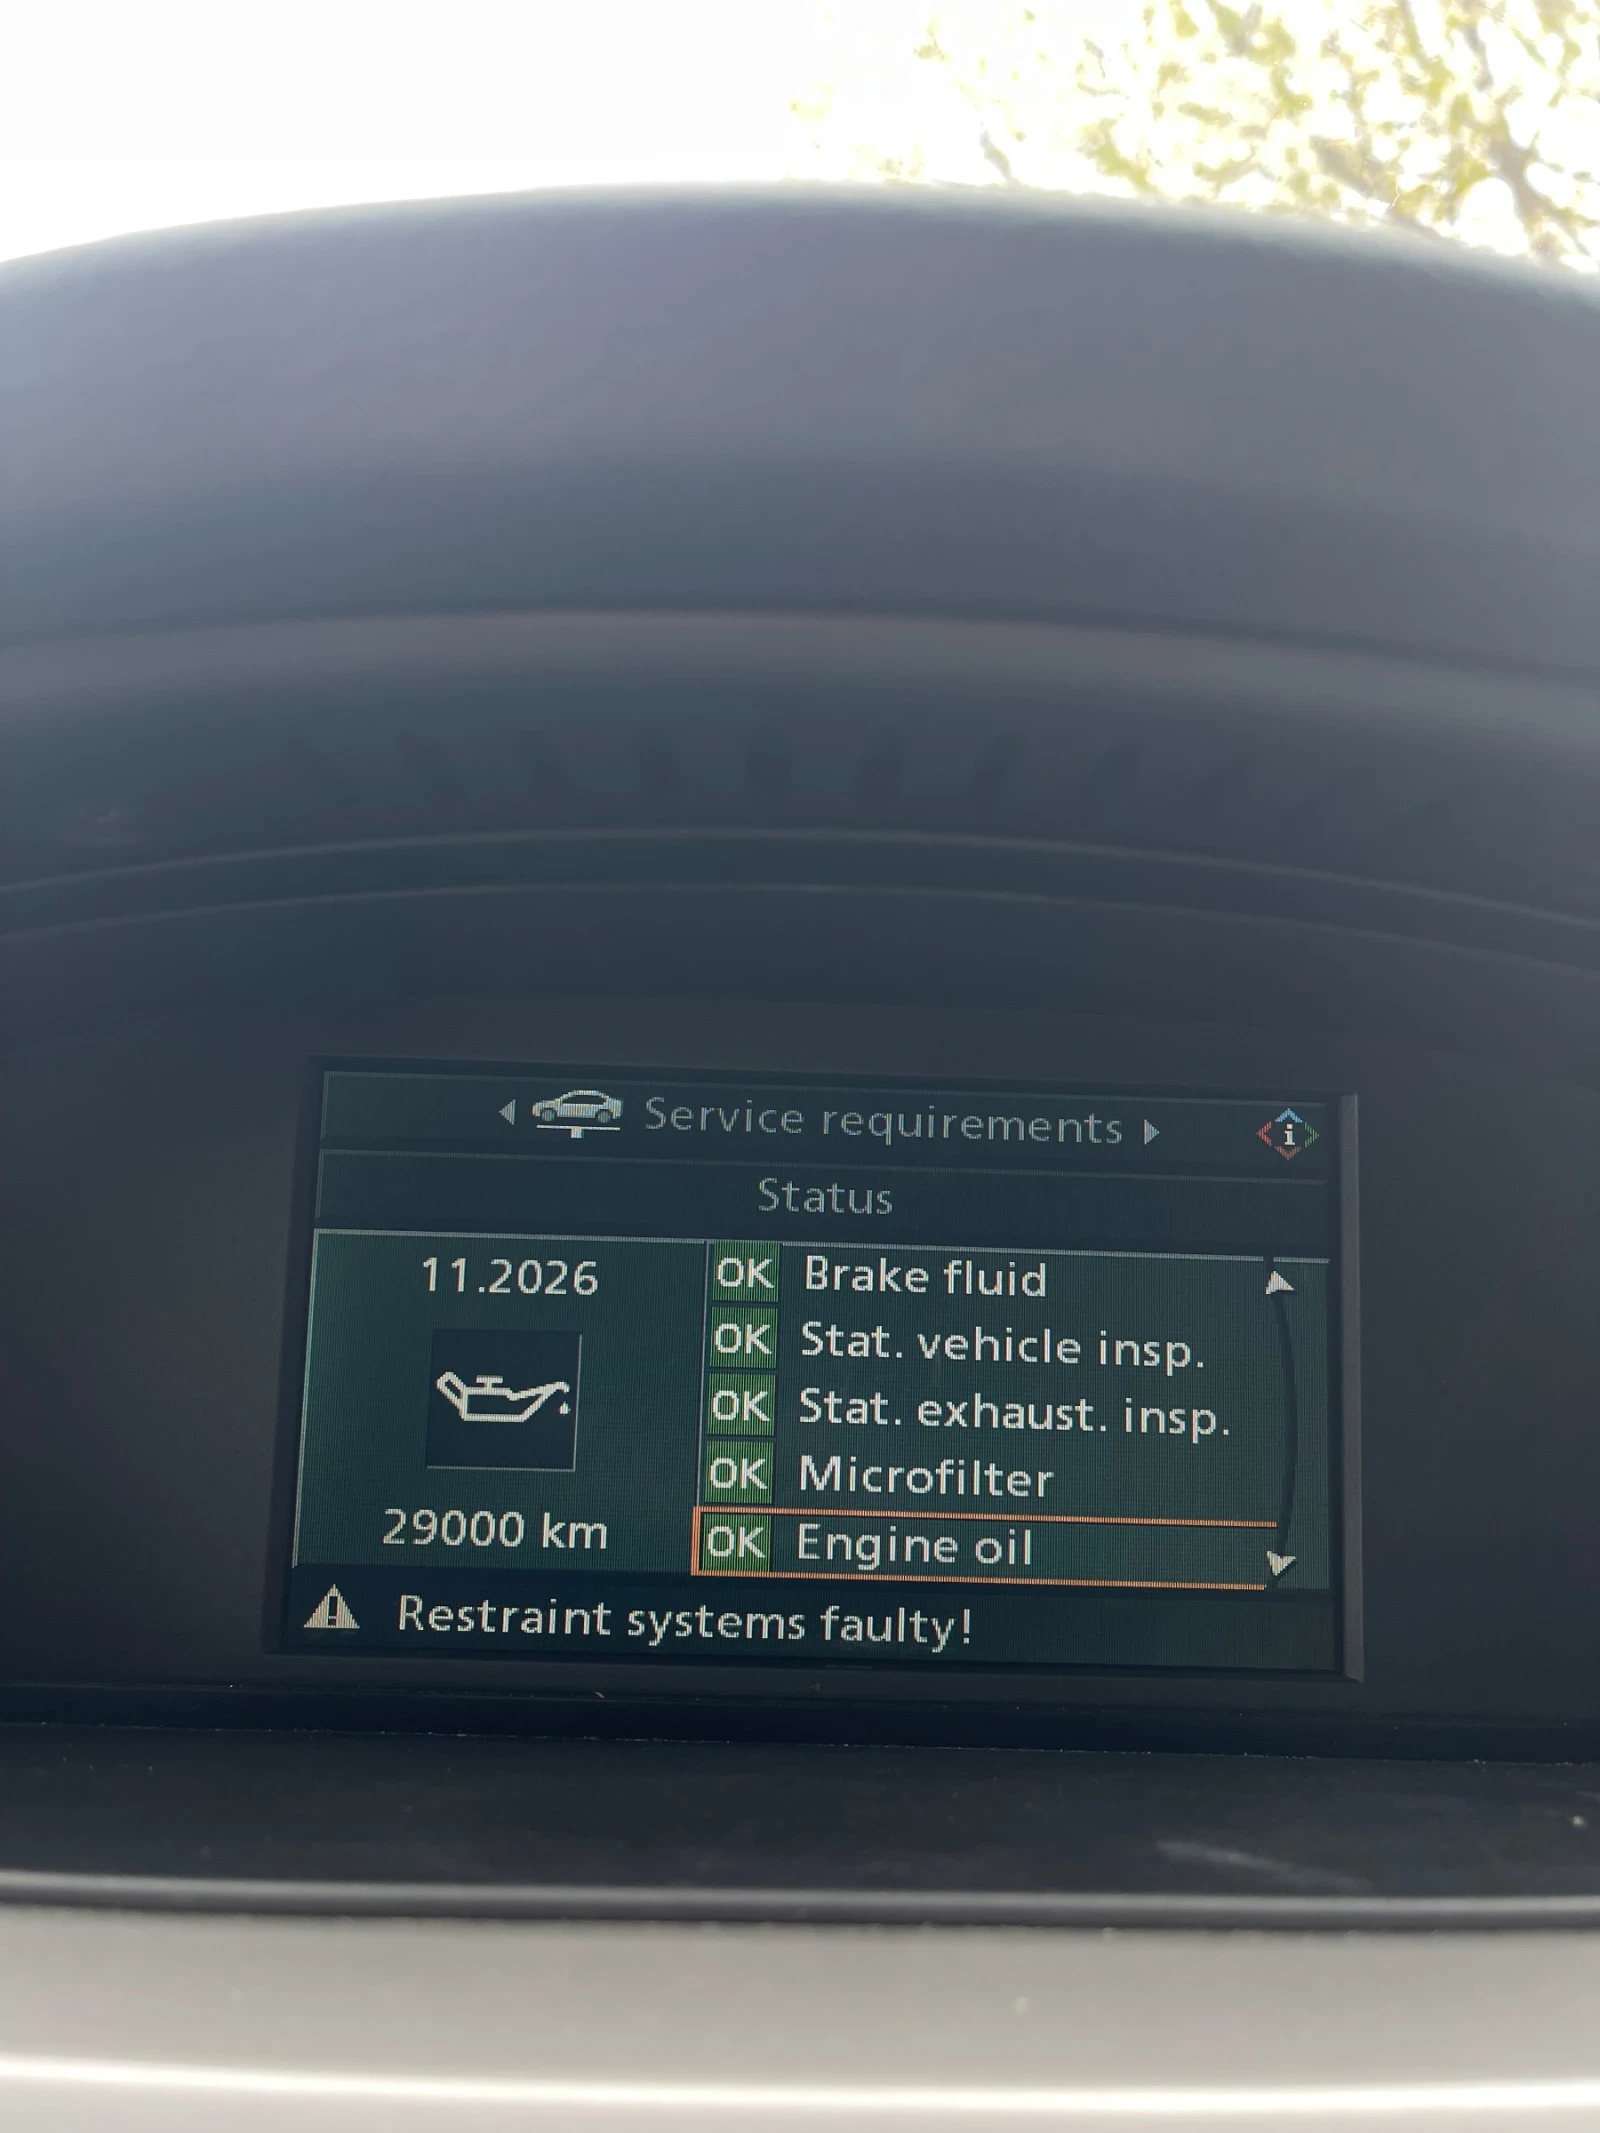 Service requirements
i
Status
11.2026
29000 km
OK Brake fluid
OK Stat. vehicle insp.
OK Stat. exhaust. insp.
OK Microfilter
OK Engine oil
Restraint systems faulty!